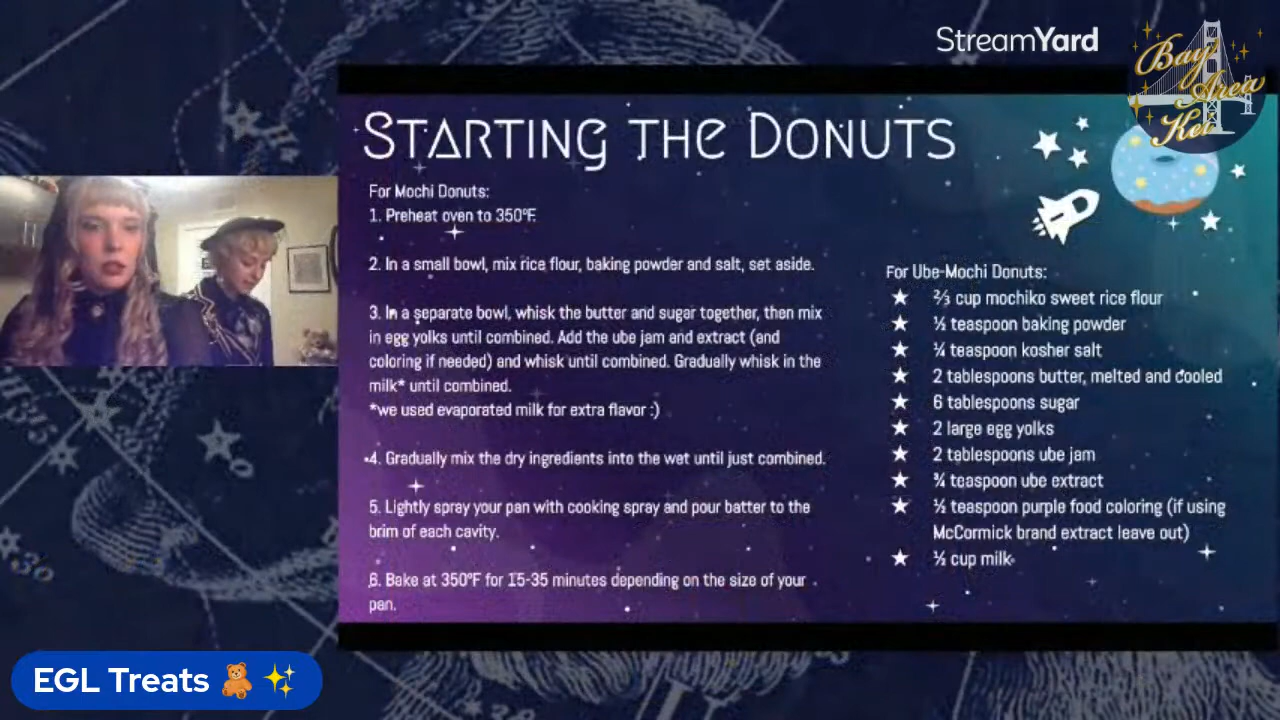 StreamYard
Bay
Area
Kei
STARTING THE DONUTS
For Mochi Donuts:
1. Preheat oven to 350°F.
2. In a small bowl, mix rice flour, baking powder and salt, set aside.
3. In a separate bowl, whisk the butter and sugar together, then mix
in egg yolks until combined. Add the ube jam and extract (and
coloring if needed) and whisk until combined. Gradually whisk in the
milk* until combined.
*we used evaporated milk for extra flavor :)
4. Gradually mix the dry ingredients into the wet until just combined.
5. Lightly spray your pan with cooking spray and pour batter to the
brim of each cavity.
6. Bake at 350°F for 15-35 minutes depending on the size of your
pan.
For Ube-Mochi Donuts:
⅔ cup mochiko sweet rice flour
½ teaspoon baking powder
¼ teaspoon kosher salt
2 tablespoons butter, melted and cooled
6 tablespoons sugar
2 large egg yolks
2 tablespoons ube jam
¾ teaspoon ube extract
½ teaspoon purple food coloring (if using
McCormick brand extract leave out)
cup milk
EGL Treats 🧸 ✨